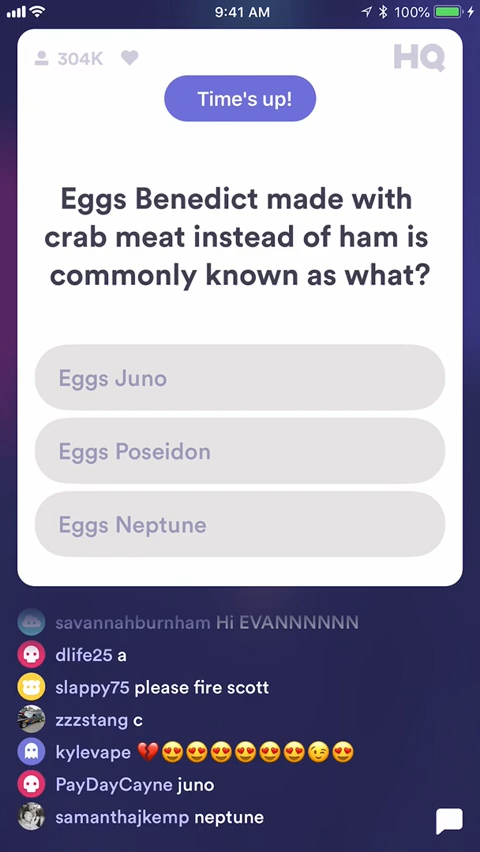 9:41 AM 100%
304K HQ
Time's up!
Eggs Benedict made with
crab meat instead of ham is
commonly known as what?
Eggs Juno
Eggs Poseidon
Eggs Neptune
savannahburnham Hi EVANNNNNN
dlife25 a
slappy75 please fire scott
zzzstang c
kylevape 💔😍😍😍😍😍😍😉😍
PayDayCayne juno
samanthajkemp neptune